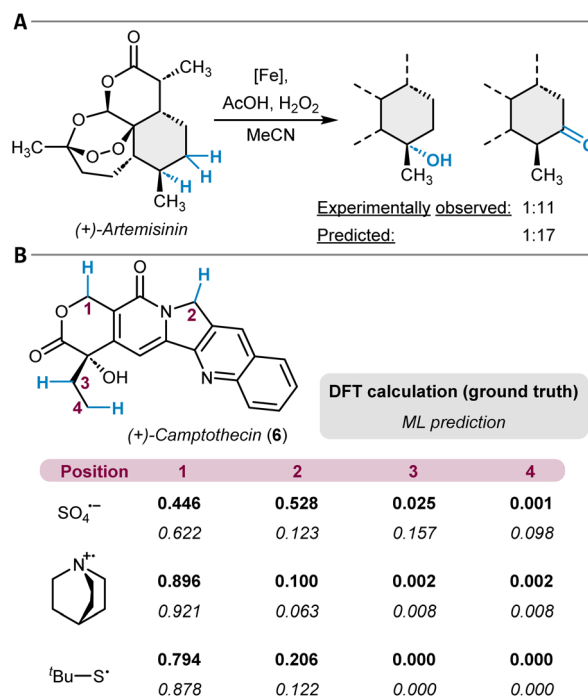 A
O
CH₃
[Fe],
AcOH, H₂O₂
MeCN
O
O
O
H₃C
O
O
H
H
H
CH₃
(+)-Artemisinin
OH
CH₃
O
CH₃
Experimentally observed: 1:11
Predicted: 1:17
B
H
O
H
1
2
O
N
O
OH
N
H
3
4
H
(+)-Camptothecin (6)
DFT calculation (ground truth)
ML prediction
Position 1 2 3 4
SO₄•− 0.446 0.528 0.025 0.001
0.622 0.123 0.157 0.098
N+• 0.896 0.100 0.002 0.002
0.921 0.063 0.008 0.008
ᵗBu—S• 0.794 0.206 0.000 0.000
0.878 0.122 0.000 0.000